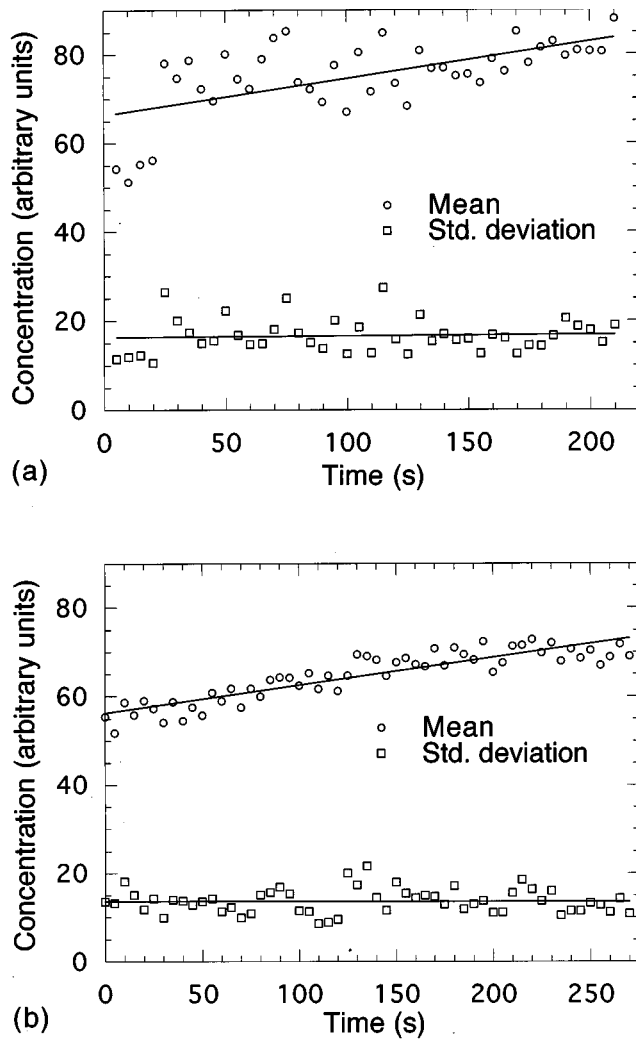 Concentration (arbitrary units)
80
60
40
20
0
Mean
Std. deviation
0 50 100 150 200
Time (s)
(a)
Concentration (arbitrary units)
80
60
40
20
0
Mean
Std. deviation
0 50 100 150 200 250
Time (s)
(b)